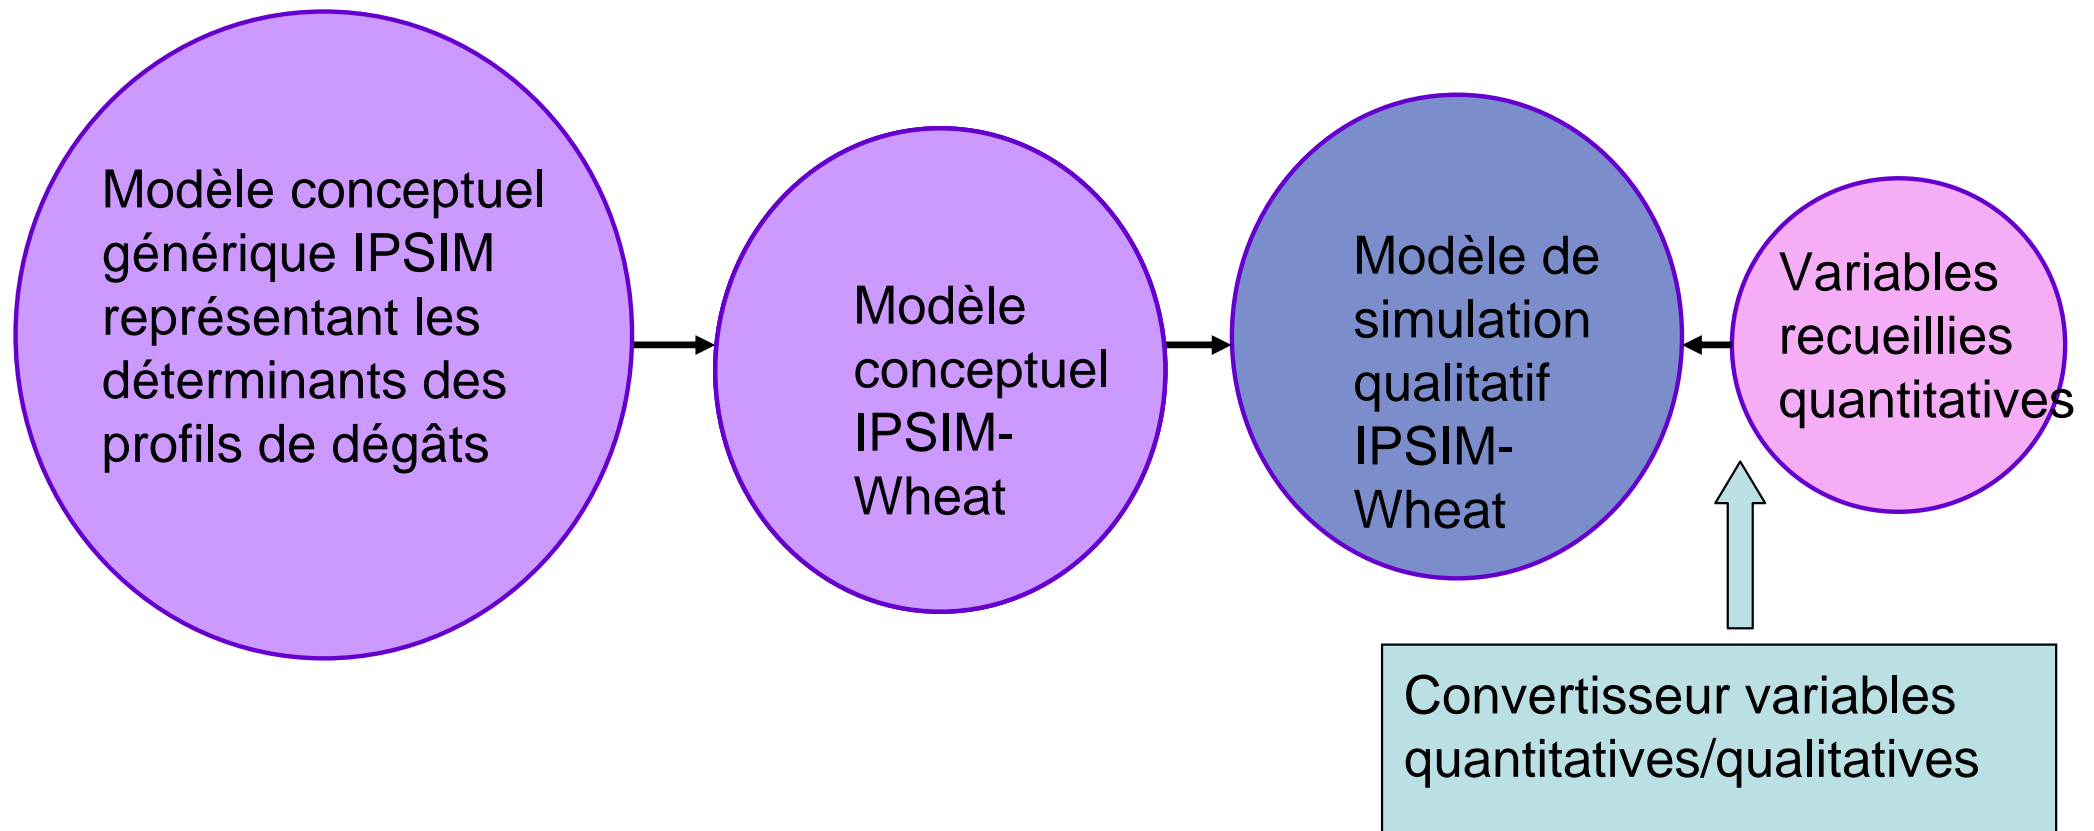 Modèle conceptuel
générique IPSIM
représentant les
déterminants des
profils de dégâts
Modèle
conceptuel
IPSIM-
Wheat
Modèle de
simulation
qualitatif
IPSIM-
Wheat
Variables
recueillies
quantitatives
Convertisseur variables
quantitatives/qualitatives